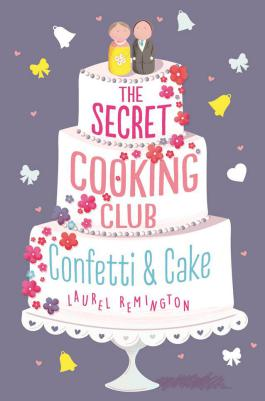 THE
SECRET
COOKING
CLUB
Confetti & Cake
LAUREL REMINGTON